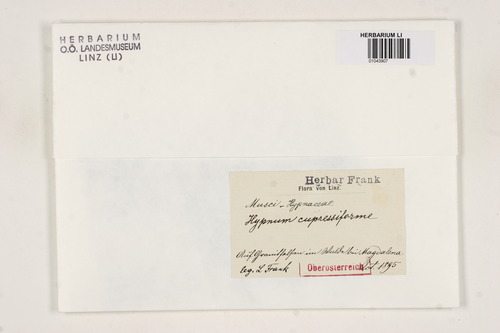 HERBARIUM
O.Ö. LANDESMUSEUM
LINZ (LI)
HERBARIUM LI
01043907
Herbar Frank
Flora von Linz.
Musci - Hypnaceae
Hypnum cupressiforme
Auf Granitfelsen im Walde bei Magdalena
leg. L Frank
Oberösterreich
1895